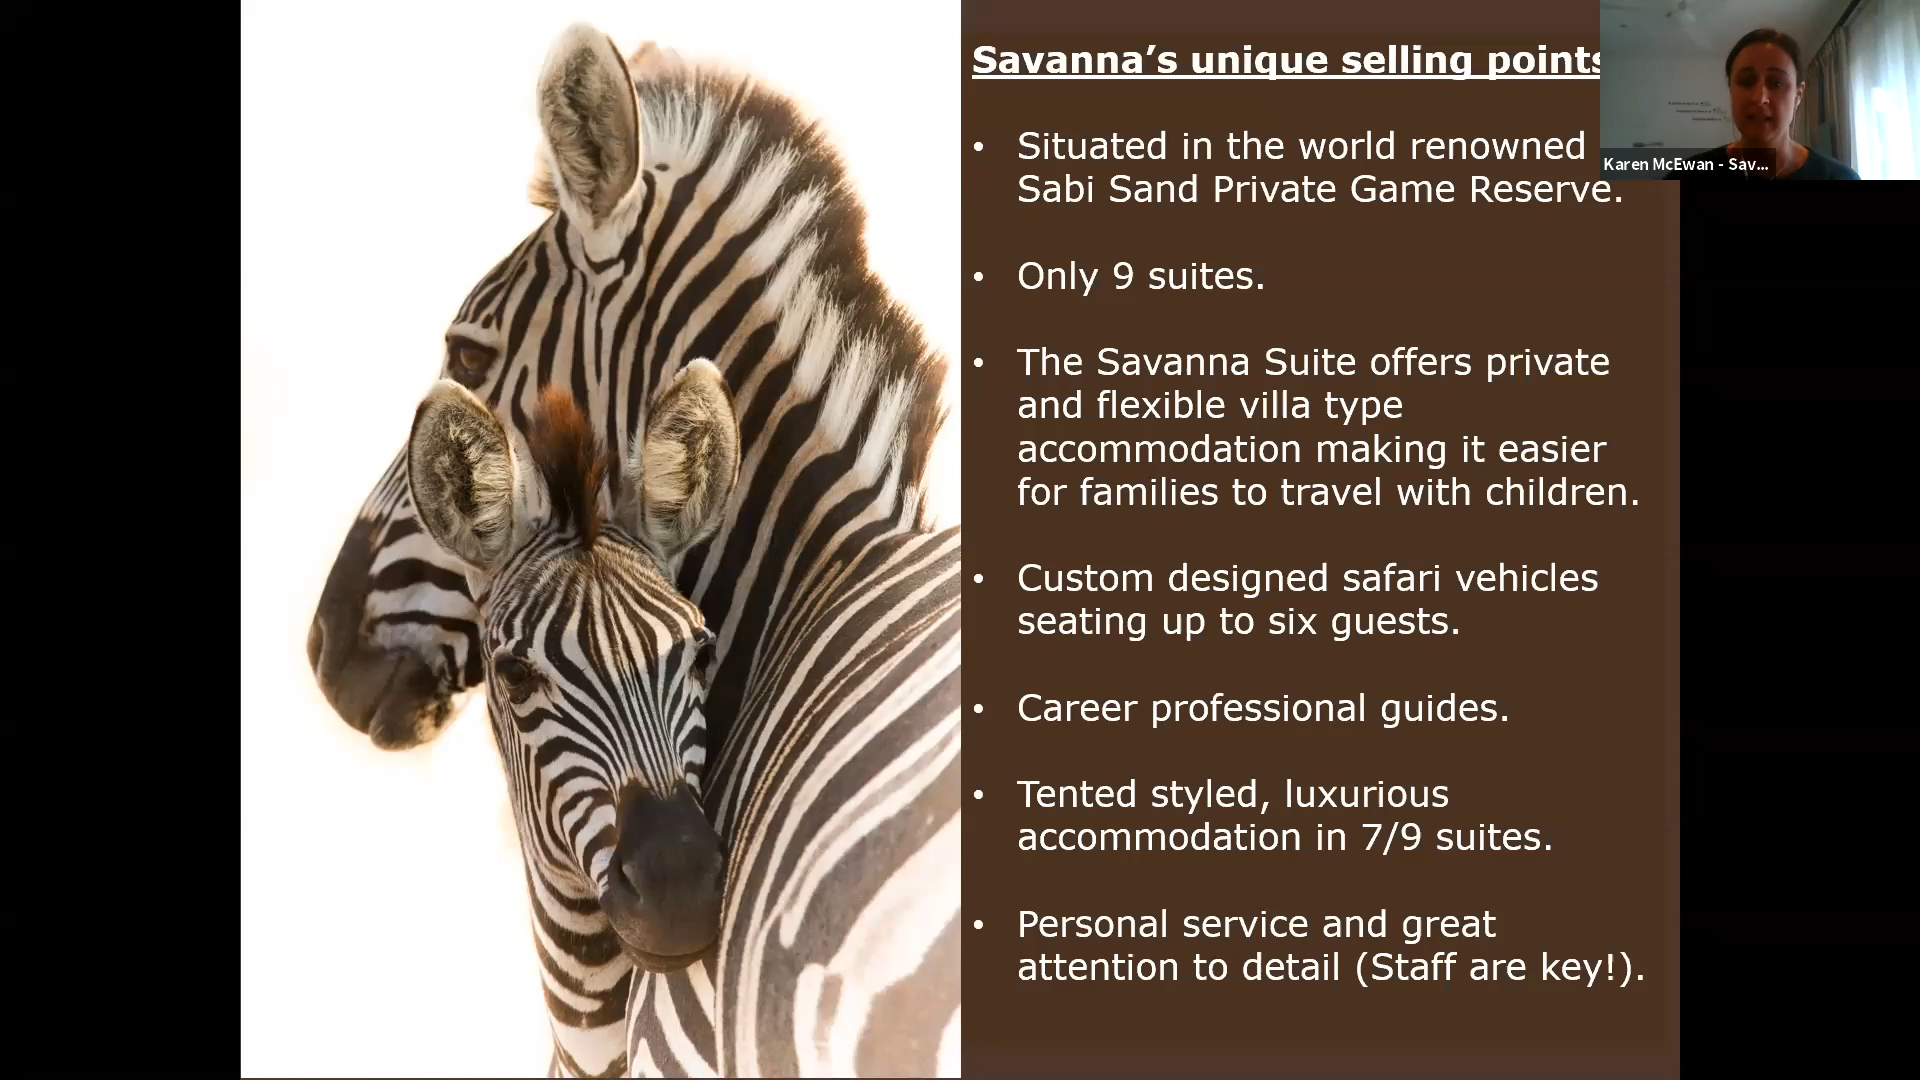 Savanna’s unique selling points
• Situated in the world renowned
Sabi Sand Private Game Reserve.
• Only 9 suites.
• The Savanna Suite offers private
and flexible villa type
accommodation making it easier
for families to travel with children.
• Custom designed safari vehicles
seating up to six guests.
• Career professional guides.
• Tented styled, luxurious
accommodation in 7/9 suites.
• Personal service and great
attention to detail (Staff are key!).
Karen McEwan - Sav...